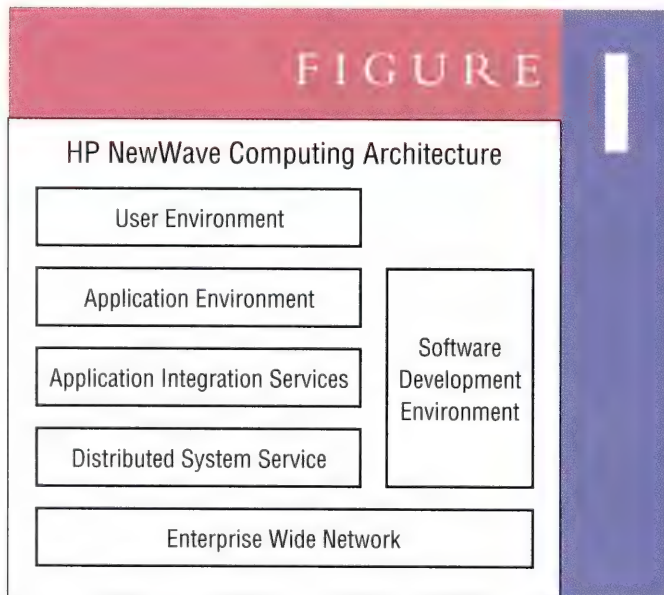 FIGURE 1
HP NewWave Computing Architecture
User Environment
Application Environment
Application Integration Services
Distributed System Service
Software
Development
Environment
Enterprise Wide Network